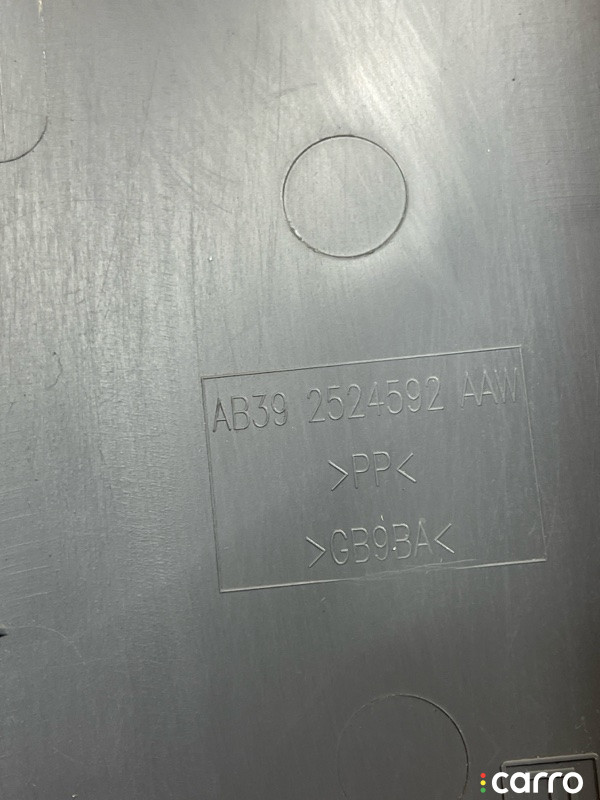 AB39 2524592 AAW
>PP<
>GB9BA<
carro